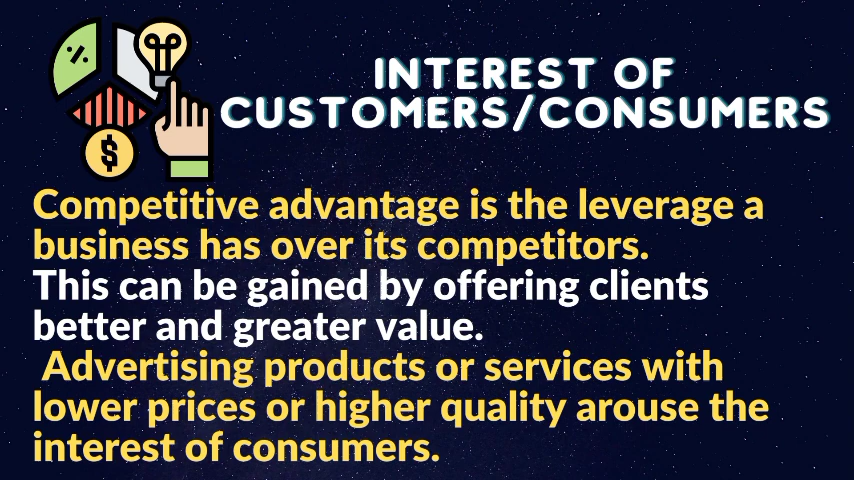 INTEREST OF
CUSTOMERS/CONSUMERS
%
$
Competitive advantage is the leverage a
business has over its competitors.
This can be gained by offering clients
better and greater value.
Advertising products or services with
lower prices or higher quality arouse the
interest of consumers.